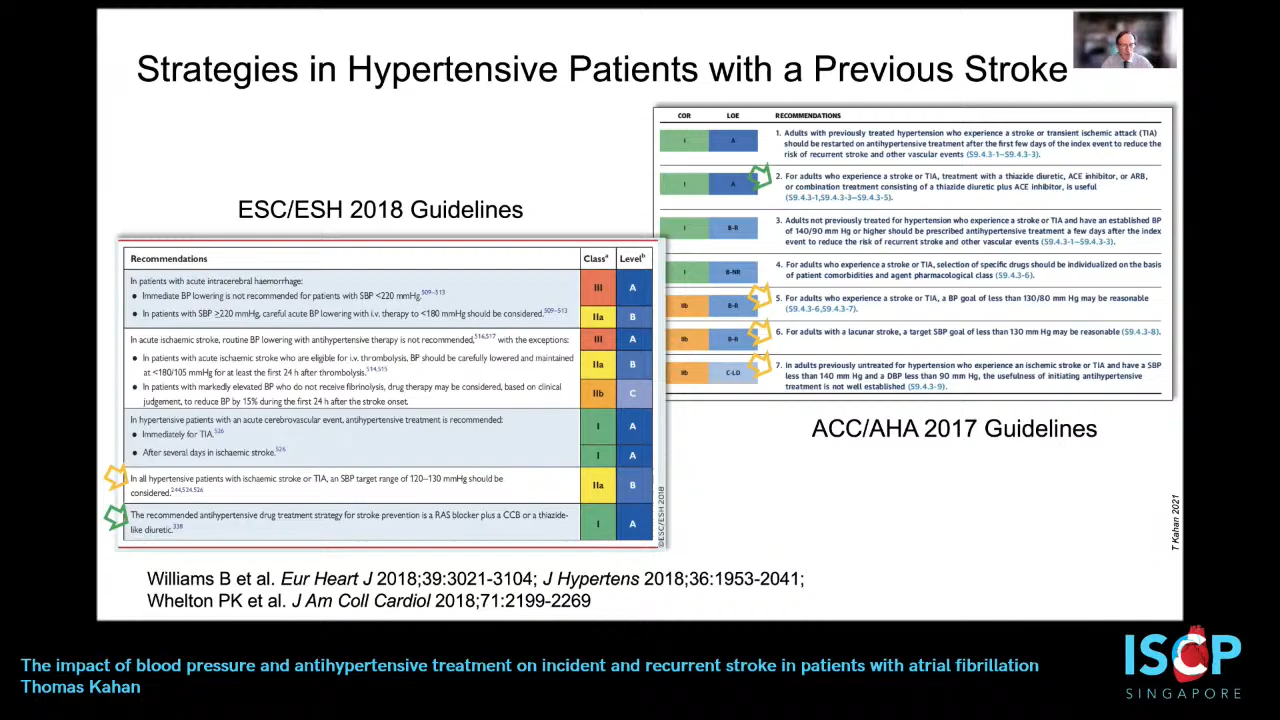 Strategies in Hypertensive Patients with a Previous Stroke
ESC/ESH 2018 Guidelines
Recommendations Classᵃ Levelᵇ
In patients with acute intracerebral haemorrhage:
• Immediate BP lowering is not recommended for patients with SBP <220 mmHg.509–513 III A
• In patients with SBP ≥220 mmHg, careful acute BP lowering with i.v. therapy to <180 mmHg should be considered.509–513 IIa B
In acute ischaemic stroke, routine BP lowering with antihypertensive therapy is not recommended,516,517 with the exceptions: III A
• In patients with acute ischaemic stroke who are eligible for i.v. thrombolysis, BP should be carefully lowered and maintained
at <180/105 mmHg for at least the first 24 h after thrombolysis.514,515 IIa B
• In patients with markedly elevated BP who do not receive fibrinolysis, drug therapy may be considered, based on clinical
judgement, to reduce BP by 15% during the first 24 h after the stroke onset. IIb C
In hypertensive patients with an acute cerebrovascular event, antihypertensive treatment is recommended:
• Immediately for TIA.526 I A
• After several days in ischaemic stroke.526 I A
In all hypertensive patients with ischaemic stroke or TIA, an SBP target range of 120–130 mmHg should be
considered.244,524,526 IIa B
The recommended antihypertensive drug treatment strategy for stroke prevention is a RAS blocker plus a CCB or a thiazide-
like diuretic.338 I A
©ESC/ESH 2018
COR LOE RECOMMENDATIONS
I A 1. Adults with previously treated hypertension who experience a stroke or transient ischemic attack (TIA)
should be restarted on antihypertensive treatment after the first few days of the index event to reduce the
risk of recurrent stroke and other vascular events (S9.4.3-1–S9.4.3-3).
I A 2. For adults who experience a stroke or TIA, treatment with a thiazide diuretic, ACE inhibitor, or ARB,
or combination treatment consisting of a thiazide diuretic plus ACE inhibitor, is useful
(S9.4.3-1,S9.4.3-3–S9.4.3-5).
I B-R 3. Adults not previously treated for hypertension who experience a stroke or TIA and have an established BP
of 140/90 mm Hg or higher should be prescribed antihypertensive treatment a few days after the index
event to reduce the risk of recurrent stroke and other vascular events (S9.4.3-1–S9.4.3-3).
I B-NR 4. For adults who experience a stroke or TIA, selection of specific drugs should be individualized on the basis
of patient comorbidities and agent pharmacological class (S9.4.3-6).
IIb B-R 5. For adults who experience a stroke or TIA, a BP goal of less than 130/80 mm Hg may be reasonable
(S9.4.3-6,S9.4.3-7).
IIb B-R 6. For adults with a lacunar stroke, a target SBP goal of less than 130 mm Hg may be reasonable (S9.4.3-8).
IIb C-LD 7. In adults previously untreated for hypertension who experience an ischemic stroke or TIA and have a SBP
less than 140 mm Hg and a DBP less than 90 mm Hg, the usefulness of initiating antihypertensive
treatment is not well established (S9.4.3-9).
ACC/AHA 2017 Guidelines
T Kahan 2021
Williams B et al. Eur Heart J 2018;39:3021-3104; J Hypertens 2018;36:1953-2041;
Whelton PK et al. J Am Coll Cardiol 2018;71:2199-2269
The impact of blood pressure and antihypertensive treatment on incident and recurrent stroke in patients with atrial fibrillation
Thomas Kahan
ISCP
SINGAPORE